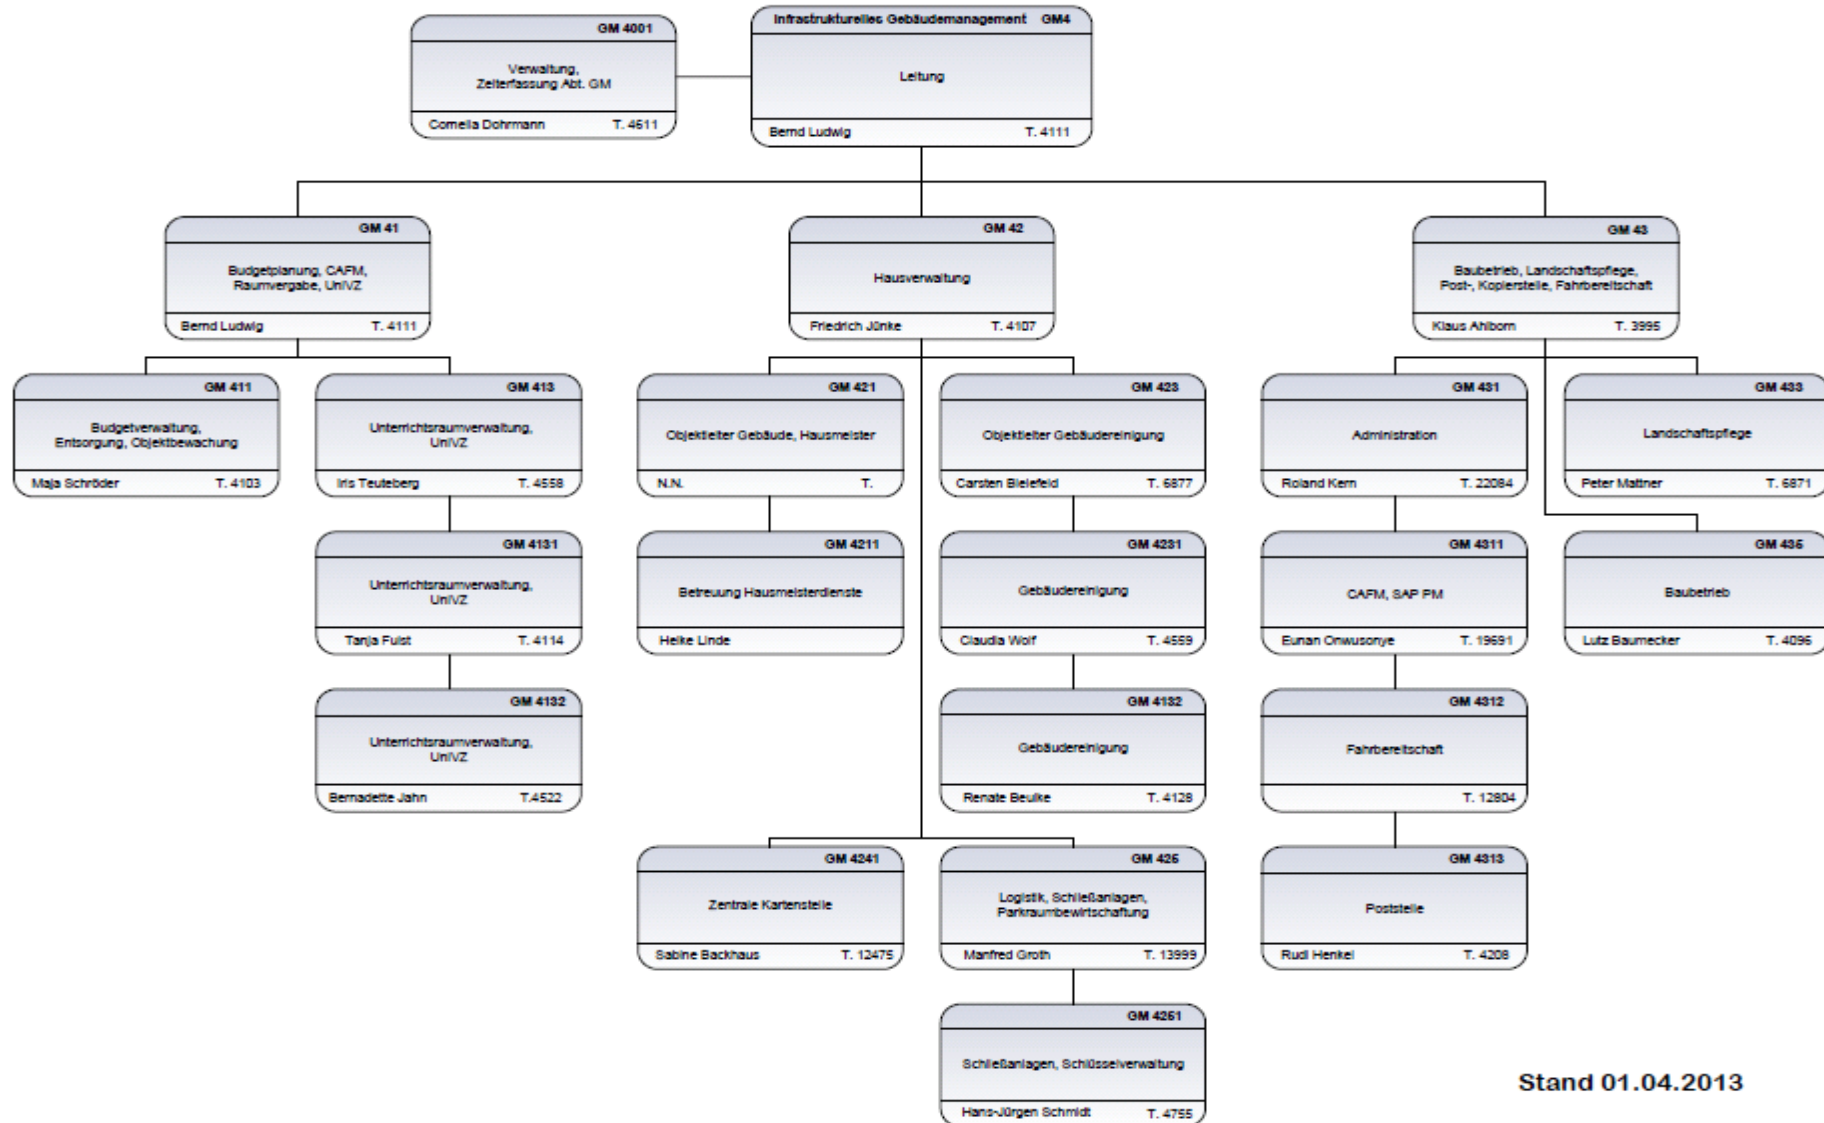 GM 4001
Verwaltung,
Zeiterfassung Abt. GM
Cornelia Dohrmann T. 4611
Infrastrukturelles Gebäudemanagement GM4
Leitung
Bernd Ludwig T. 4111
GM 41
Budgetplanung, CAFM,
Raumvergabe, UnIVZ
Bernd Ludwig T. 4111
GM 42
Hausverwaltung
Friedrich Jünke T. 4107
GM 43
Baubetrieb, Landschaftspflege,
Post-, Kopierstelle, Fahrbereitschaft
Klaus Ahlborn T. 3995
GM 411
Budgetverwaltung,
Entsorgung, Objektbewachung
Maja Schröder T. 4103
GM 413
Unterrichtsraumverwaltung,
UnIVZ
Iris Teuteberg T. 4558
GM 421
Objektleiter Gebäude, Hausmeister
N.N. T.
GM 423
Objektleiter Gebäudereinigung
Carsten Bielefeld T. 6877
GM 431
Administration
Roland Kern T. 22084
GM 433
Landschaftspflege
Peter Mattner T. 6871
GM 4131
Unterrichtsraumverwaltung,
UnIVZ
Tanja Fulst T. 4114
GM 4211
Betreuung Hausmeisterdienste
Heike Linde
GM 4231
Gebäudereinigung
Claudia Wolf T. 4559
GM 4311
CAFM, SAP PM
Eunan Onwusonye T. 19691
GM 435
Baubetrieb
Lutz Baumecker T. 4096
GM 4132
Unterrichtsraumverwaltung,
UnIVZ
Bernadette Jahn T.4522
GM 4132
Gebäudereinigung
Renate Beulke T. 4128
GM 4312
Fahrbereitschaft
T. 12804
GM 4241
Zentrale Kartenstelle
Sabine Backhaus T. 12475
GM 425
Logistik, Schließanlagen,
Parkraumbewirtschaftung
Manfred Groth T. 13999
GM 4313
Poststelle
Rudi Henkel T. 4208
GM 4251
Schließanlagen, Schlüsselverwaltung
Hans-Jürgen Schmidt T. 4755
Stand 01.04.2013